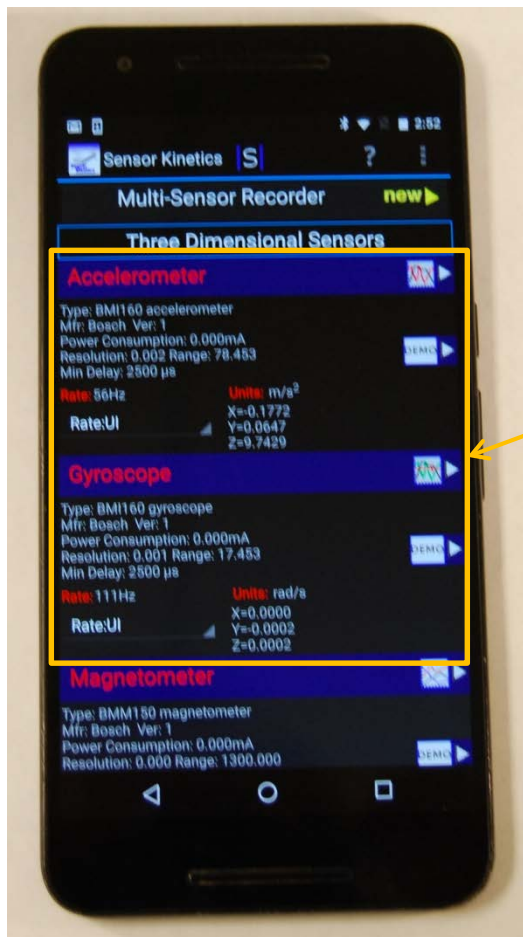 2:52
Sensor Kinetics S ? 
Multi-Sensor Recorder new
Three Dimensional Sensors
Accelerometer
Type: BMI160 accelerometer
Mfr: Bosch Ver: 1
Power Consumption: 0.000mA
Resolution: 0.002 Range: 78.453
DEMO
Min Delay: 2500 µs
Rate: 56Hz Units: m/s²
Rate:UI
X=-0.1772
Y=0.0647
Z=9.7429
Gyroscope
Type: BMI160 gyroscope
Mfr: Bosch Ver: 1
Power Consumption: 0.000mA
Resolution: 0.001 Range: 17.453
DEMO
Min Delay: 2500 µs
Rate: 111Hz Units: rad/s
Rate:UI
X=0.0000
Y=-0.0002
Z=0.0002
Magnetometer
Type: BMM150 magnetometer
Mfr: Bosch Ver: 1
Power Consumption: 0.000mA
Resolution: 0.000 Range: 1300.000
DEMO